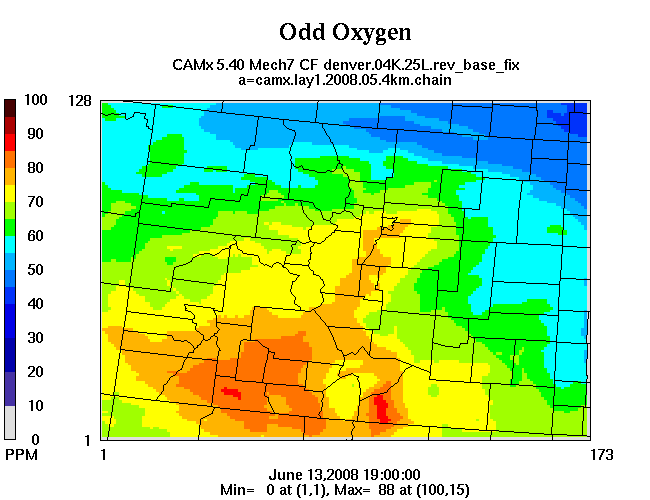 Odd Oxygen
CAMx 5.40 Mech7 CF denver.04K.25L.rev_base_fix
a=camx.lay1.2008.05.4km.chain
100
90
80
70
60
50
40
30
20
10
0
PPM
128
1
1
173
June 13,2008 19:00:00
Min= 0 at (1,1), Max= 88 at (100,15)